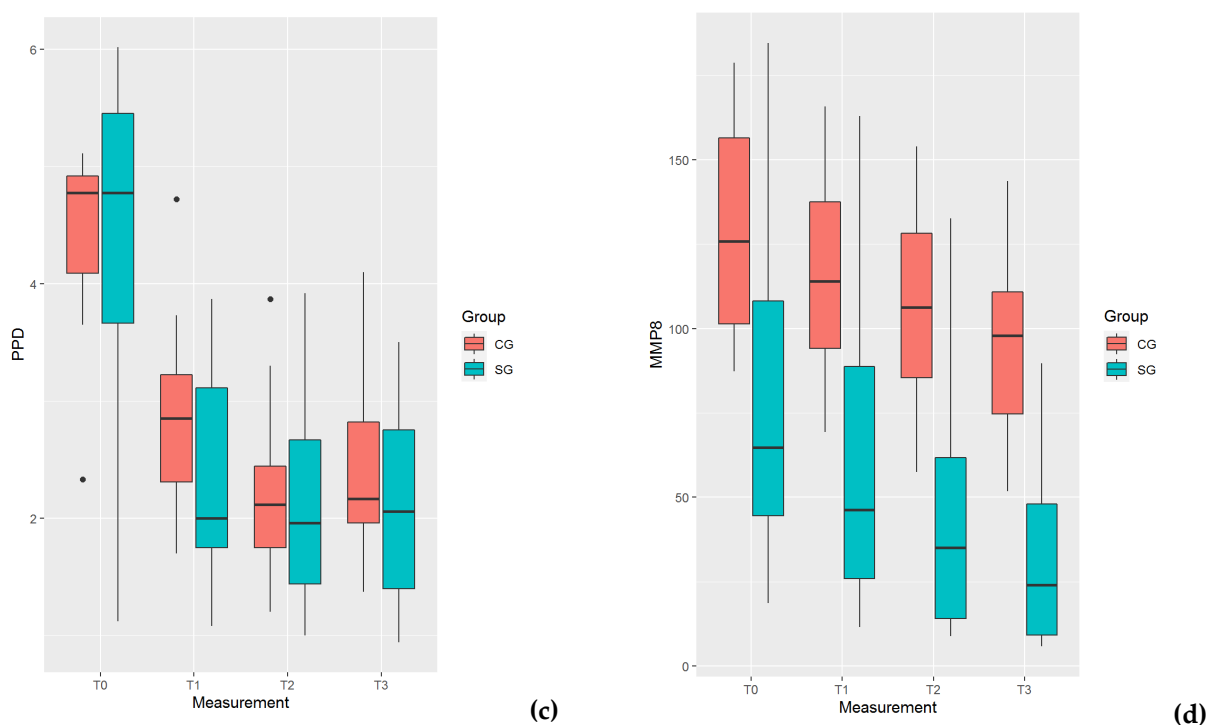 PPD
6
4
2
T0
T1
T2
T3
Measurement
Group
CG
SG
(c)
MMP8
150
100
50
0
T0
T1
T2
T3
Measurement
Group
CG
SG
(d)